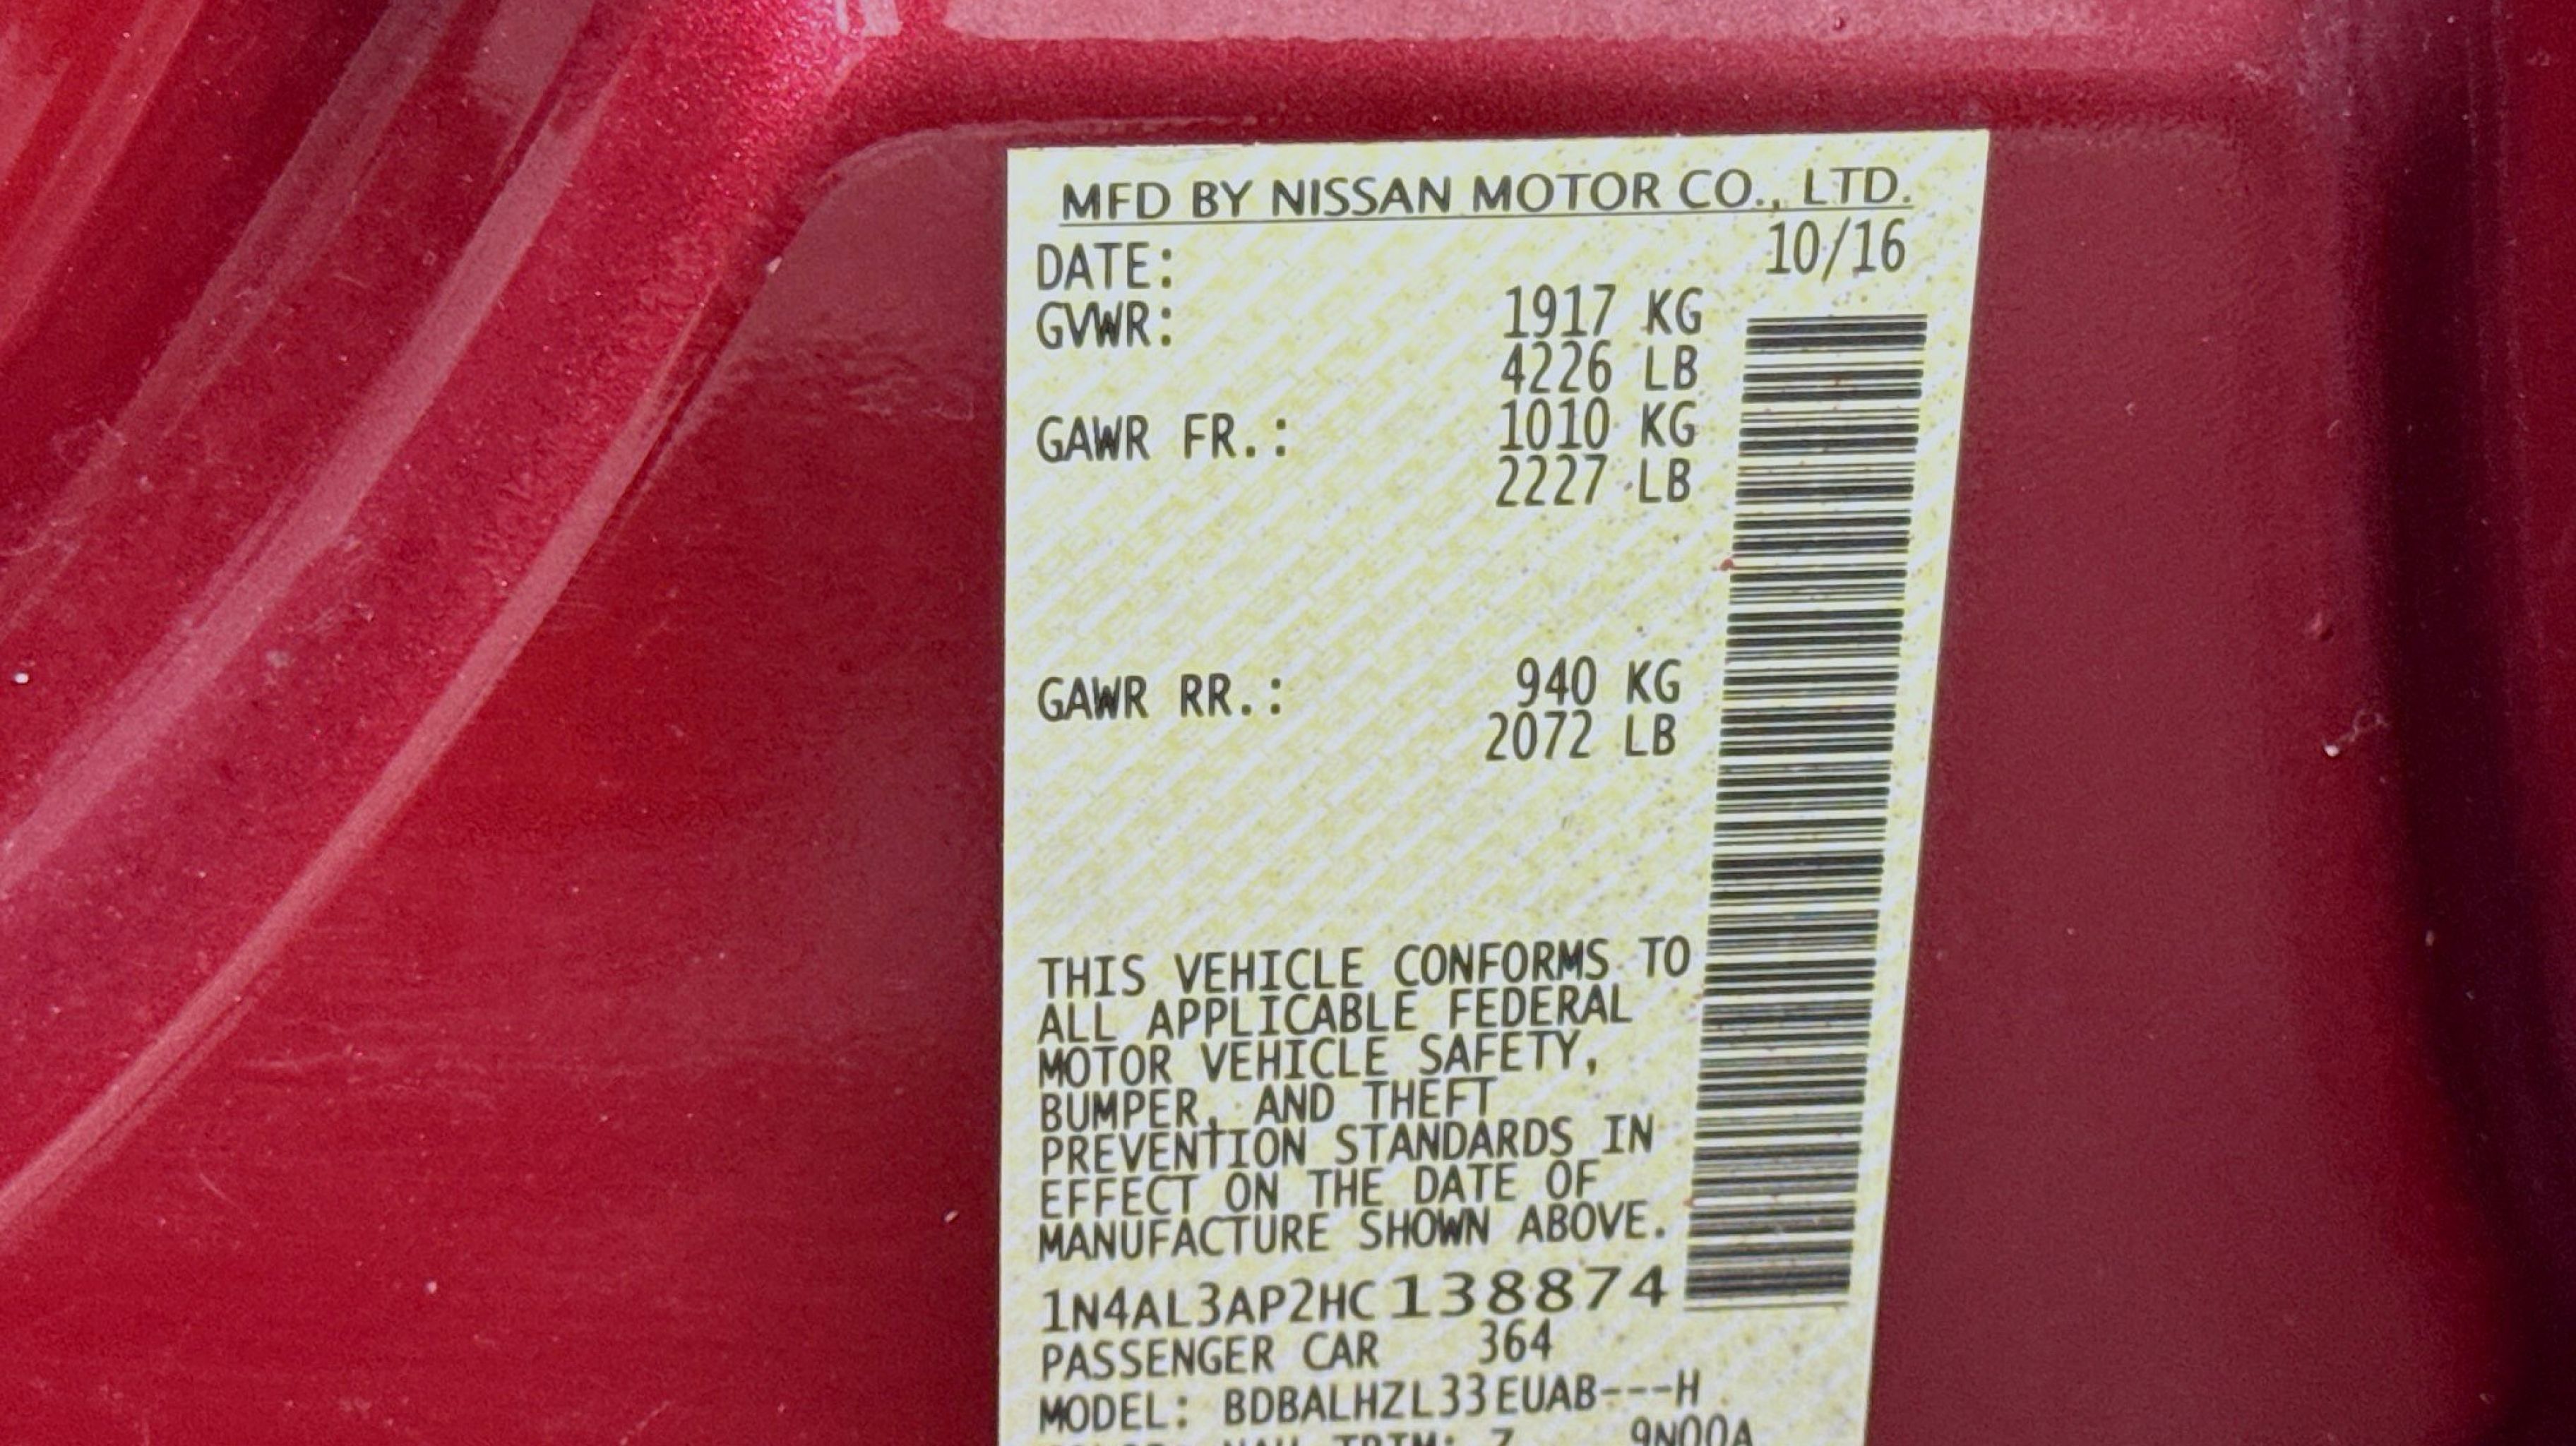 MFD BY NISSAN MOTOR CO., LTD.
DATE: 10/16
GVWR: 1917 KG
4226 LB
GAWR FR.: 1010 KG
2227 LB
GAWR RR.: 940 KG
2072 LB
THIS VEHICLE CONFORMS TO
ALL APPLICABLE FEDERAL
MOTOR VEHICLE SAFETY,
BUMPER, AND THEFT
PREVENTION STANDARDS IN
EFFECT ON THE DATE OF
MANUFACTURE SHOWN ABOVE.
1N4AL3AP2HC138874
PASSENGER CAR 364
MODEL: BDBALHZL33EUAB---H
TRIM: Z 9N00A